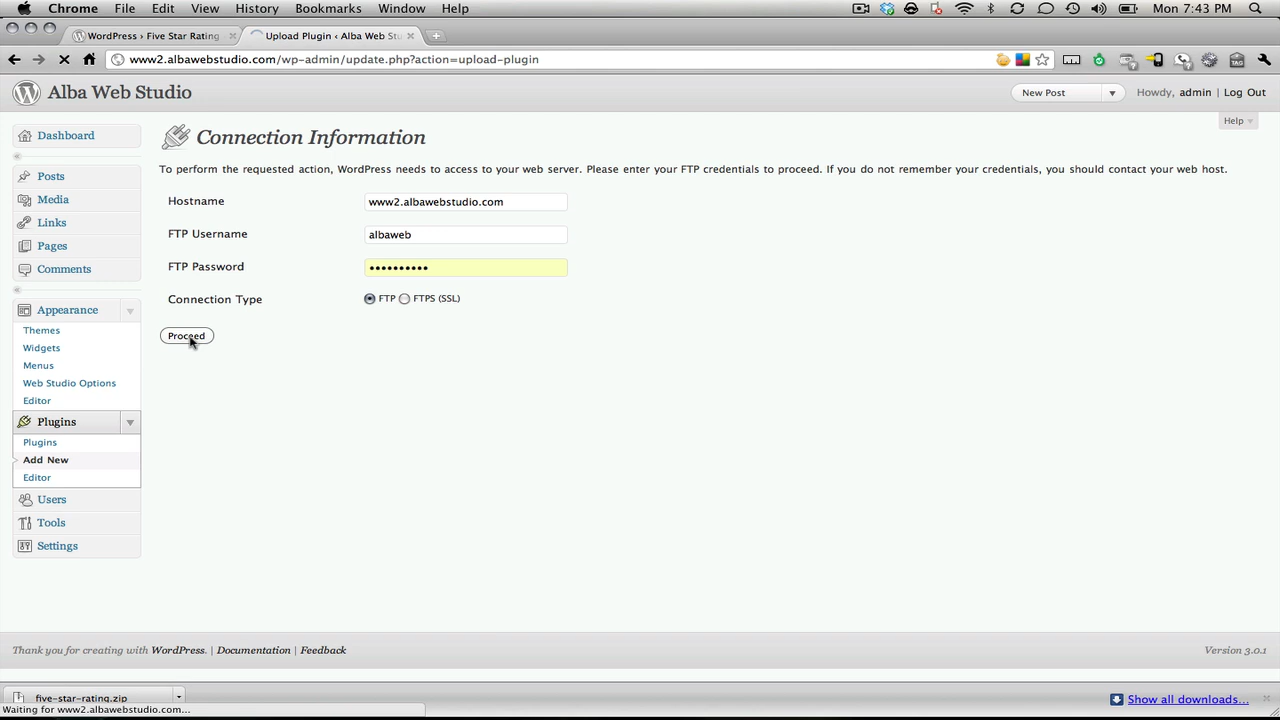 Chrome File Edit View History Bookmarks Window Help Mon 7:43 PM
WordPress › Five Star Rating Upload Plugin ‹ Alba Web St
www2.albawebstudio.com/wp-admin/update.php?action=upload-plugin
Alba Web Studio New Post Howdy, admin | Log Out
Help
Dashboard
Posts
Media
Links
Pages
Comments
Appearance
Themes
Widgets
Menus
Web Studio Options
Editor
Plugins
Plugins
Add New
Editor
Users
Tools
Settings
Connection Information
To perform the requested action, WordPress needs to access to your web server. Please enter your FTP credentials to proceed. If you do not remember your credentials, you should contact your web host.
Hostname www2.albawebstudio.com
FTP Username albaweb
FTP Password ••••••••••
Connection Type FTP FTPS (SSL)
Proceed
Thank you for creating with WordPress. | Documentation | Feedback Version 3.0.1
five-star-rating.zip Show all downloads...
Waiting for www2.albawebstudio.com...